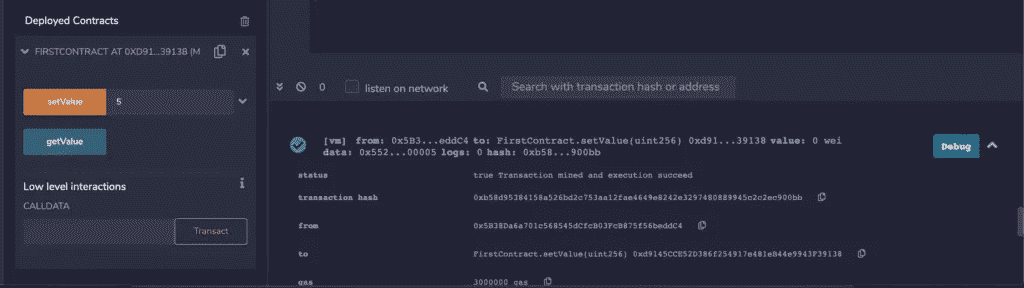 Deployed Contracts
FIRSTCONTRACT AT 0XD91...39138 (M
setValue 5
getValue
Low level interactions
CALLDATA
Transact
0 listen on network Search with transaction hash or address
[vm] from: 0x5B3...eddC4 to: FirstContract.setValue(uint256) 0xd91...39138 value: 0 wei
data: 0x552...00005 logs: 0 hash: 0xb58...900bb
Debug
status true Transaction mined and execution succeed
transaction hash 0xb58d95384158a526bd2c753aa12fae4649e8242e3297480889945c2c2ec900bb
from 0x5B38Da6a701c568545dCfcB03FcB875f56beddC4
to FirstContract.setValue(uint256) 0xd9145CCE52D386f254917e481eB44e9943F39138
gas 3000000 gas